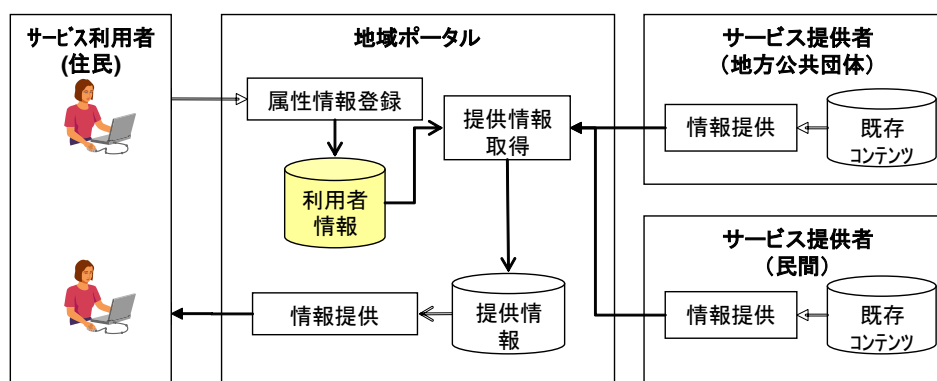 サービス利用者
(住民)
地域ポータル
属性情報登録
利用者
情報
提供情報
取得
情報提供
提供情
報
サービス提供者
（地方公共団体）
情報提供
既存
コンテンツ
サービス提供者
（民間）
情報提供
既存
コンテンツ